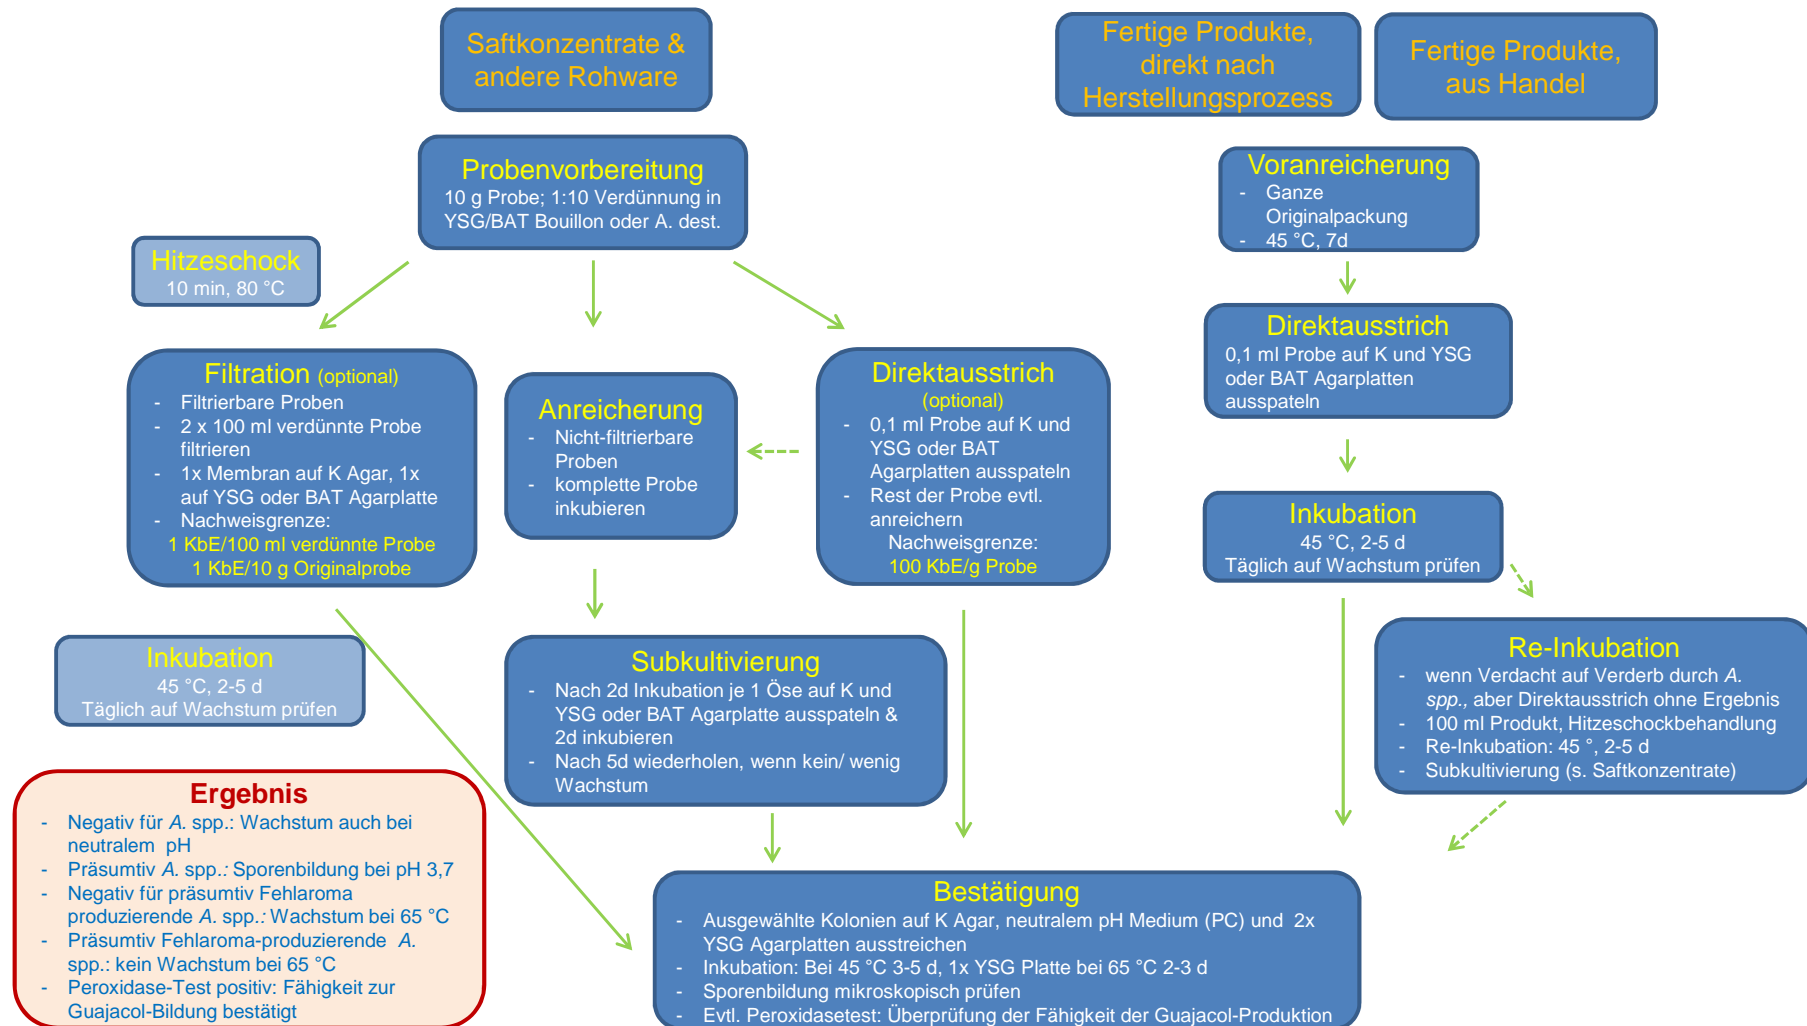 Saftkonzentrate &
andere Rohware
Fertige Produkte,
direkt nach
Herstellungsprozess
Fertige Produkte,
aus Handel
Probenvorbereitung
10 g Probe; 1:10 Verdünnung in
YSG/BAT Bouillon oder A. dest.
Voranreicherung
- Ganze
Originalpackung
- 45 °C, 7d
Hitzeschock
10 min, 80 °C
Direktausstrich
0,1 ml Probe auf K und YSG
oder BAT Agarplatten
ausspateln
Filtration (optional)
- Filtrierbare Proben
- 2 x 100 ml verdünnte Probe
filtrieren
- 1x Membran auf K Agar, 1x
auf YSG oder BAT Agarplatte
- Nachweisgrenze:
1 KbE/100 ml verdünnte Probe
1 KbE/10 g Originalprobe
Anreicherung
- Nicht-filtrierbare
Proben
- komplette Probe
inkubieren
Direktausstrich
(optional)
- 0,1 ml Probe auf K und
YSG oder BAT
Agarplatten ausspateln
- Rest der Probe evtl.
anreichern
Nachweisgrenze:
100 KbE/g Probe
Inkubation
45 °C, 2-5 d
Täglich auf Wachstum prüfen
Inkubation
45 °C, 2-5 d
Täglich auf Wachstum prüfen
Subkultivierung
- Nach 2d Inkubation je 1 Öse auf K und
YSG oder BAT Agarplatte ausspateln &
2d inkubieren
- Nach 5d wiederholen, wenn kein/ wenig
Wachstum
Re-Inkubation
- wenn Verdacht auf Verderb durch A.
spp., aber Direktausstrich ohne Ergebnis
- 100 ml Produkt, Hitzeschockbehandlung
- Re-Inkubation: 45 °, 2-5 d
- Subkultivierung (s. Saftkonzentrate)
Ergebnis
- Negativ für A. spp.: Wachstum auch bei
neutralem pH
- Präsumtiv A. spp.: Sporenbildung bei pH 3,7
- Negativ für präsumtiv Fehlaroma
produzierende A. spp.: Wachstum bei 65 °C
- Präsumtiv Fehlaroma-produzierende A.
spp.: kein Wachstum bei 65 °C
- Peroxidase-Test positiv: Fähigkeit zur
Guajacol-Bildung bestätigt
Bestätigung
- Ausgewählte Kolonien auf K Agar, neutralem pH Medium (PC) und 2x
YSG Agarplatten ausstreichen
- Inkubation: Bei 45 °C 3-5 d, 1x YSG Platte bei 65 °C 2-3 d
- Sporenbildung mikroskopisch prüfen
- Evtl. Peroxidasetest: Überprüfung der Fähigkeit der Guajacol-Produktion